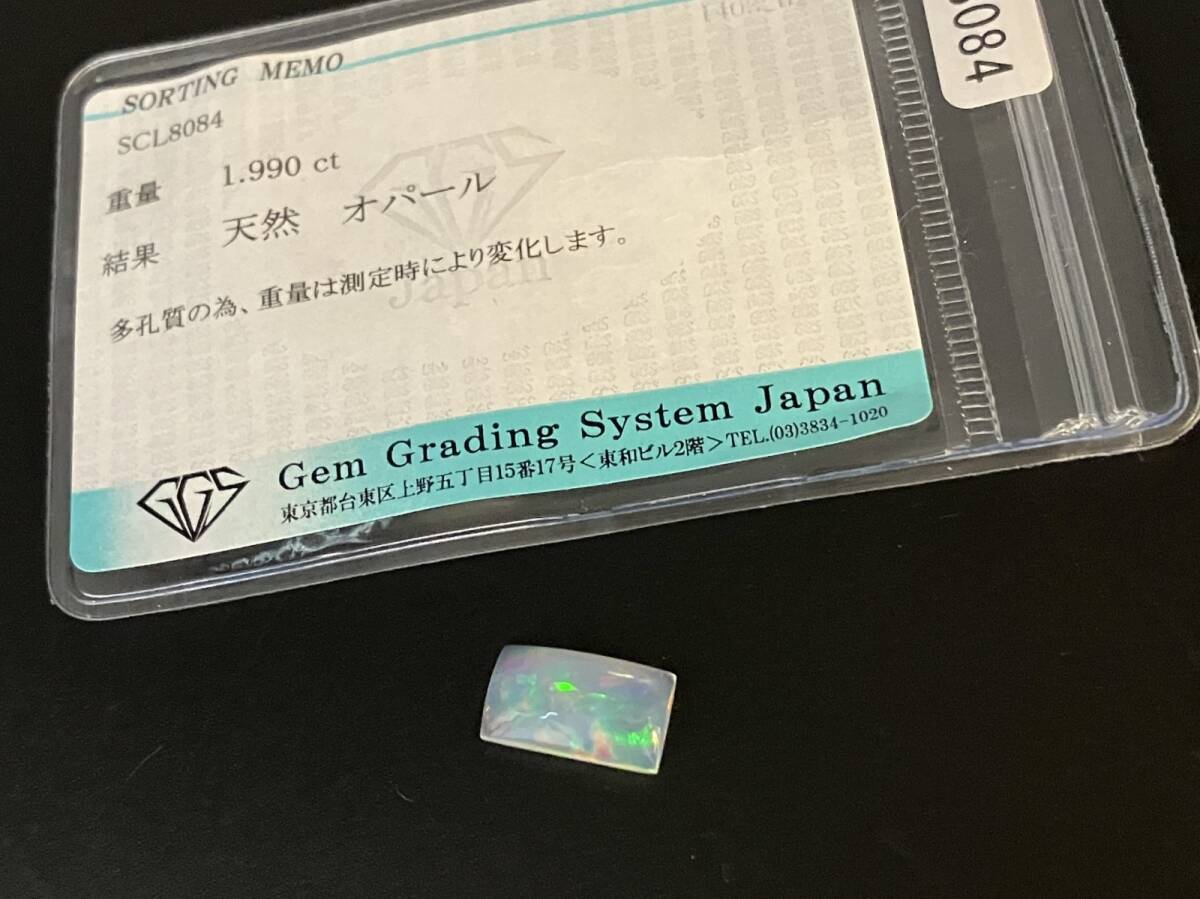 SORTING MEMO
SCL8084
重量 1.990 ct
結果 天然 オパール
多孔質の為、重量は測定時により変化します。
Japan
GGS Gem Grading System Japan
東京都台東区上野五丁目15番17号<東和ビル2階>TEL.(03)3834-1020
8084